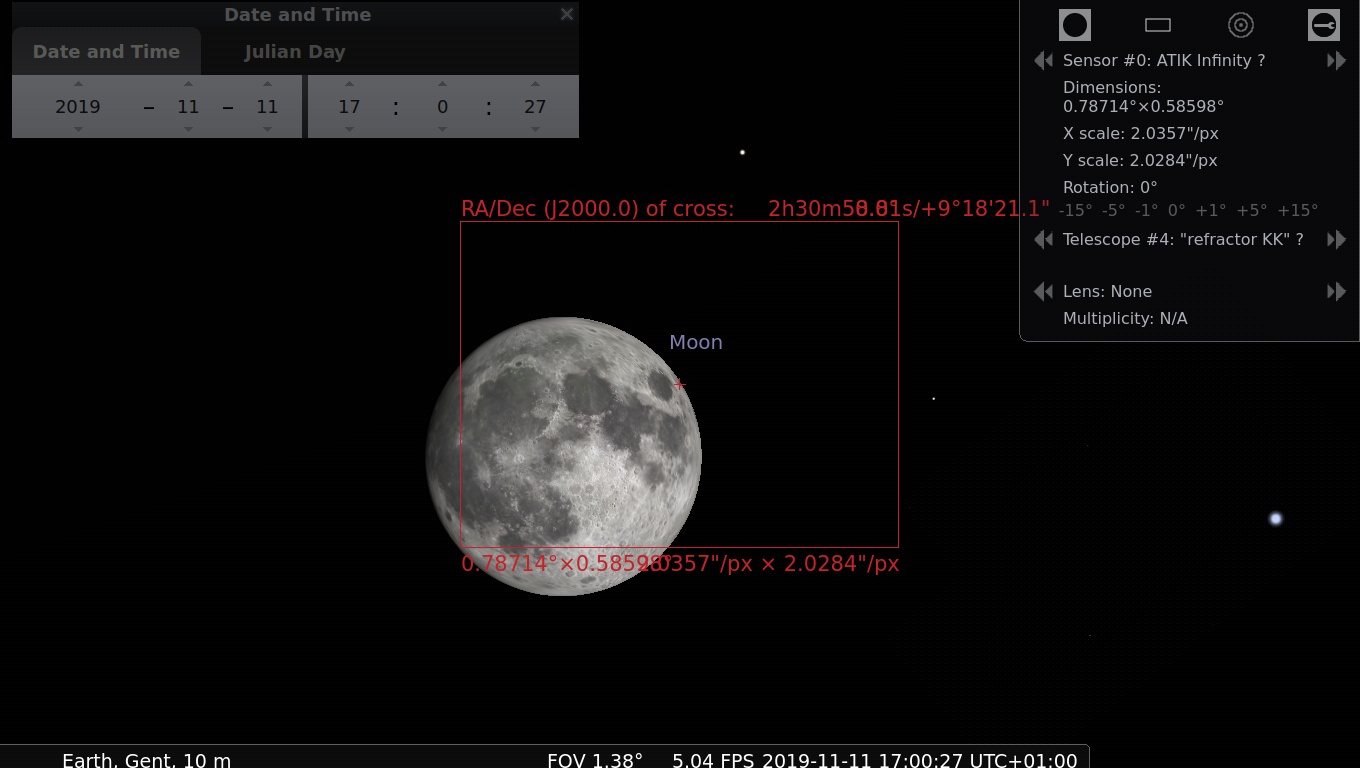 Date and Time
Date and Time Julian Day
2019 – 11 – 11 17 : 0 : 27
Sensor #0: ATIK Infinity ?
Dimensions:
0.78714°×0.58598°
X scale: 2.0357"/px
Y scale: 2.0284"/px
Rotation: 0°
-15° -5° -1° 0° +1° +5° +15°
Telescope #4: "refractor KK" ?
Lens: None
Multiplicity: N/A
RA/Dec (J2000.0) of cross: 2h30m /+9°18'21.1"
Moon
0.78714°×0.58598° 2.0357"/px × 2.0284"/px
Earth, Gent, 10 m FOV 1.38° 5.04 FPS 2019-11-11 17:00:27 UTC+01:00